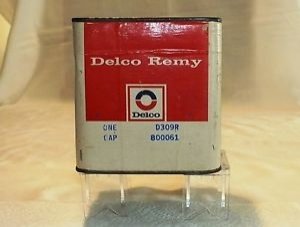 Delco Remy
Delco
ONE D309R
CAP 800061